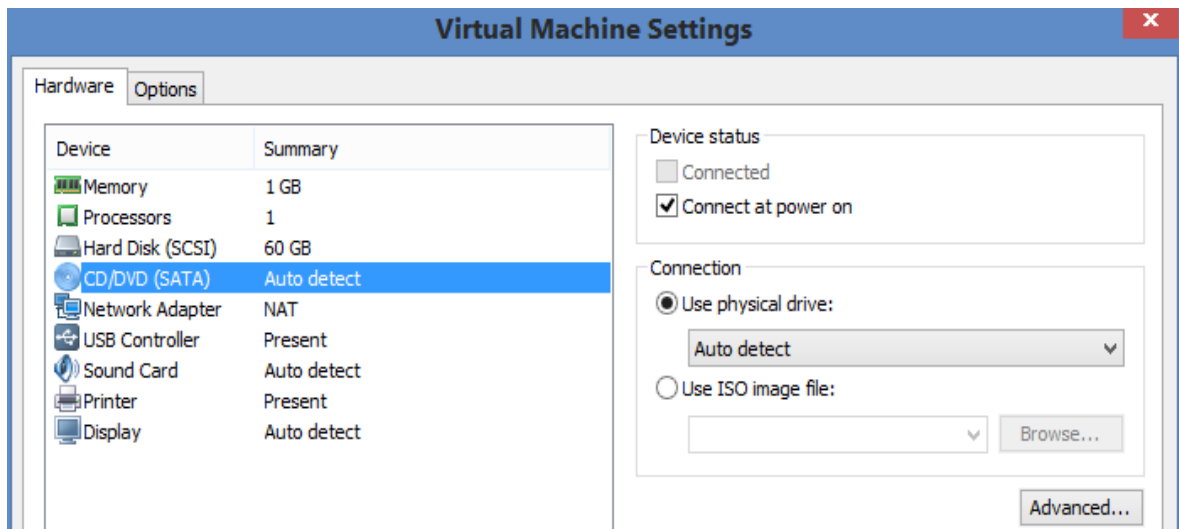 Virtual Machine Settings
x
Hardware
Options
Device Summary
Memory 1 GB
Processors 1
Hard Disk (SCSI) 60 GB
CD/DVD (SATA) Auto detect
Network Adapter NAT
USB Controller Present
Sound Card Auto detect
Printer Present
Display Auto detect
Device status
Connected
Connect at power on
Connection
Use physical drive:
Auto detect
Use ISO image file:
Browse...
Advanced...